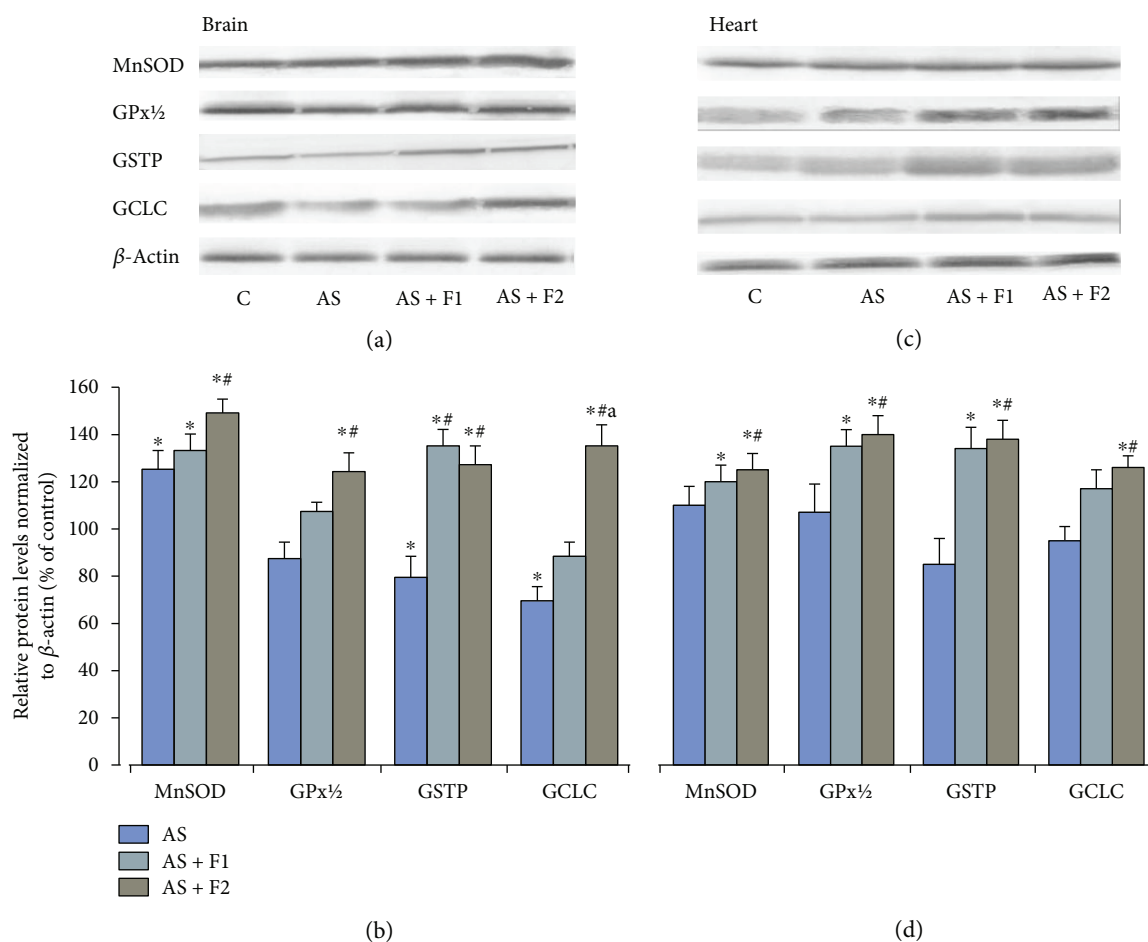 Brain
MnSOD
GPx½
GSTP
GCLC
β-Actin
C AS AS + F1 AS + F2
(a)
Heart
C AS AS + F1 AS + F2
(c)
Relative protein levels normalized
to β-actin (% of control)
160
140
120
100
80
60
40
20
0
* * *#
*#
* *# *#
* *#a
MnSOD GPx½ GSTP GCLC
AS
AS + F1
AS + F2
(b)
* *#
* *#
* *#
*#
MnSOD GPx½ GSTP GCLC
(d)